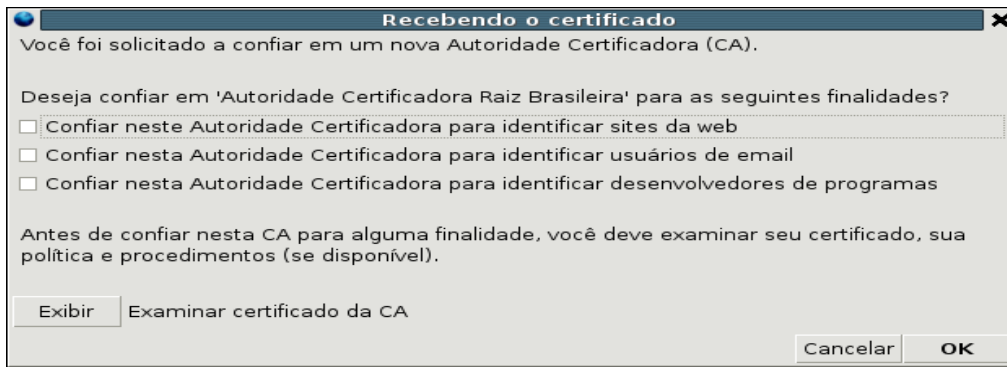 Recebendo o certificado
Você foi solicitado a confiar em um nova Autoridade Certificadora (CA).
Deseja confiar em 'Autoridade Certificadora Raiz Brasileira' para as seguintes finalidades?
Confiar neste Autoridade Certificadora para identificar sites da web
Confiar nesta Autoridade Certificadora para identificar usuários de email
Confiar nesta Autoridade Certificadora para identificar desenvolvedores de programas
Antes de confiar nesta CA para alguma finalidade, você deve examinar seu certificado, sua
política e procedimentos (se disponível).
Exibir Examinar certificado da CA
Cancelar OK